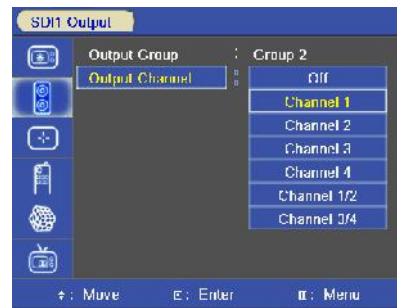 SDI1 Output
Output Group : Group 2
Output Channel :
Off
Channel 1
Channel 2
Channel 3
Channel 4
Channel 1/2
Channel 3/4
: Move : Enter : Menu